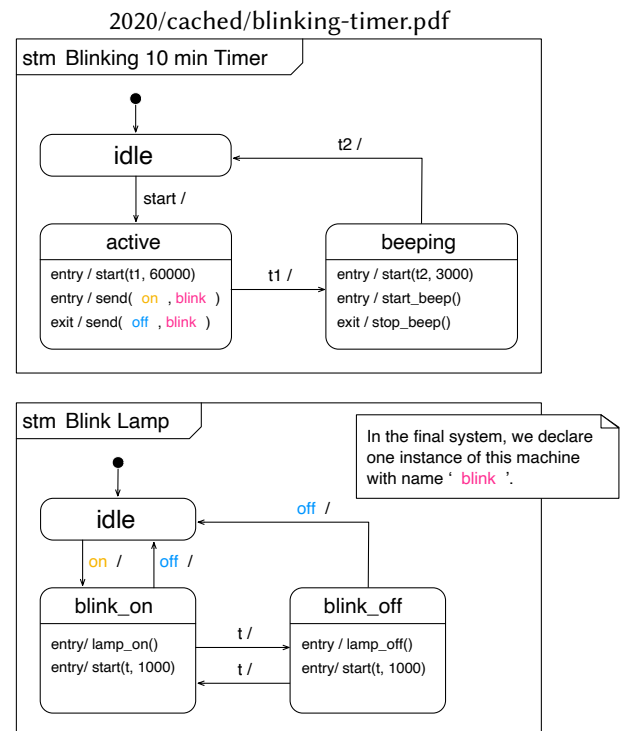 2020/cached/blinking-timer.pdf
stm Blinking 10 min Timer
idle
t2 /
start /
active
entry / start(t1, 60000)
entry / send( on , blink )
exit / send( off , blink )
t1 /
beeping
entry / start(t2, 3000)
entry / start_beep()
exit / stop_beep()
stm Blink Lamp
In the final system, we declare
one instance of this machine
with name ‘ blink ’.
idle
off /
on /
off /
blink_on
entry/ lamp_on()
entry/ start(t, 1000)
t /
t /
blink_off
entry / lamp_off()
entry/ start(t, 1000)